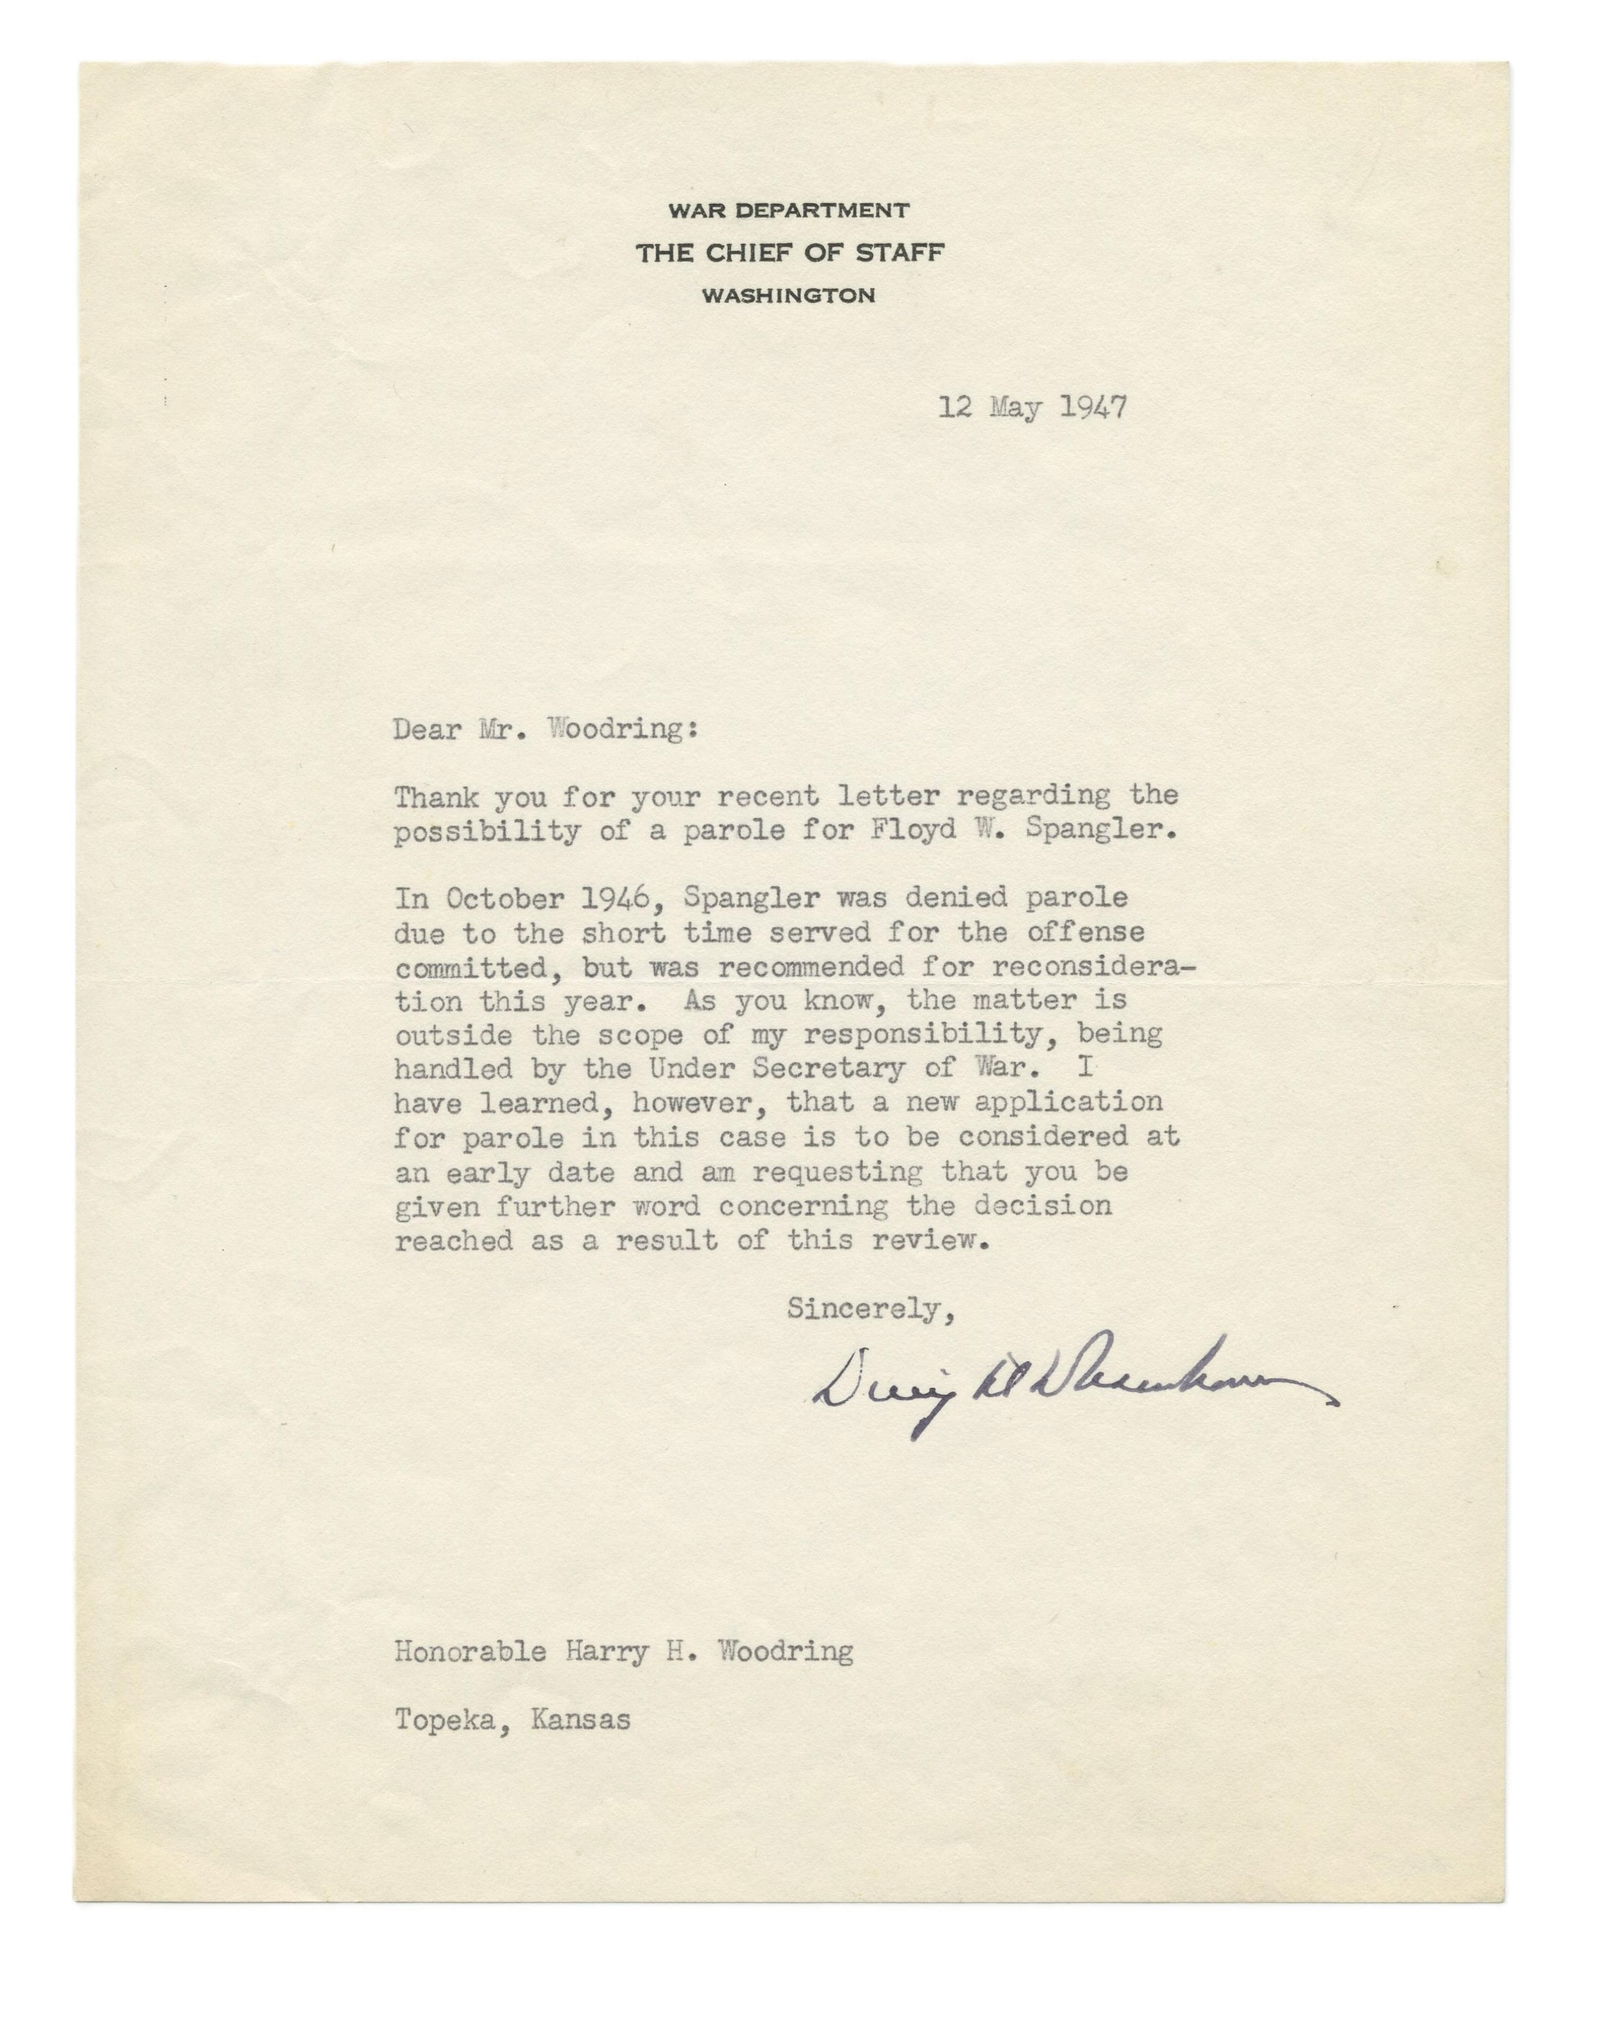 WAR DEPARTMENT
THE CHIEF OF STAFF
WASHINGTON
12 May 1947
Dear Mr. Woodring:
Thank you for your recent letter regarding the
possibility of a parole for Floyd W. Spangler.
In October 1946, Spangler was denied parole
due to the short time served for the offense
committed, but was recommended for reconsidera-
tion this year. As you know, the matter is
outside the scope of my responsibility, being
handled by the Under Secretary of War. I
have learned, however, that a new application
for parole in this case is to be considered at
an early date and am requesting that you be
given further word concerning the decision
reached as a result of this review.
Sincerely,
Dwight D Eisenhower
Honorable Harry H. Woodring
Topeka, Kansas